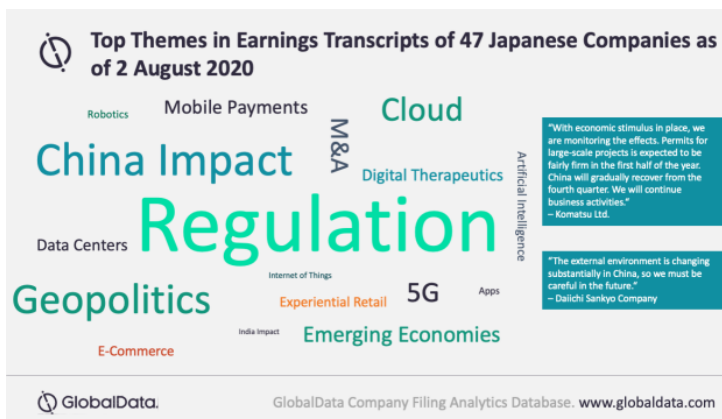 Top Themes in Earnings Transcripts of 47 Japanese Companies as
of 2 August 2020
Robotics
Mobile Payments
Cloud
M&A
China Impact
Digital Therapeutics
Artificial Intelligence
Regulation
Data Centers
Internet of Things
Geopolitics
Experiential Retail
5G
Apps
India Impact
Emerging Economies
E-Commerce
"With economic stimulus in place, we
are monitoring the effects. Permits for
large-scale projects is expected to be
fairly firm in the first half of the year.
China will gradually recover from the
fourth quarter. We will continue
business activities."
– Komatsu Ltd.
"The external environment is changing
substantially in China, so we must be
careful in the future."
– Daiichi Sankyo Company
GlobalData.
GlobalData Company Filing Analytics Database. www.globaldata.com